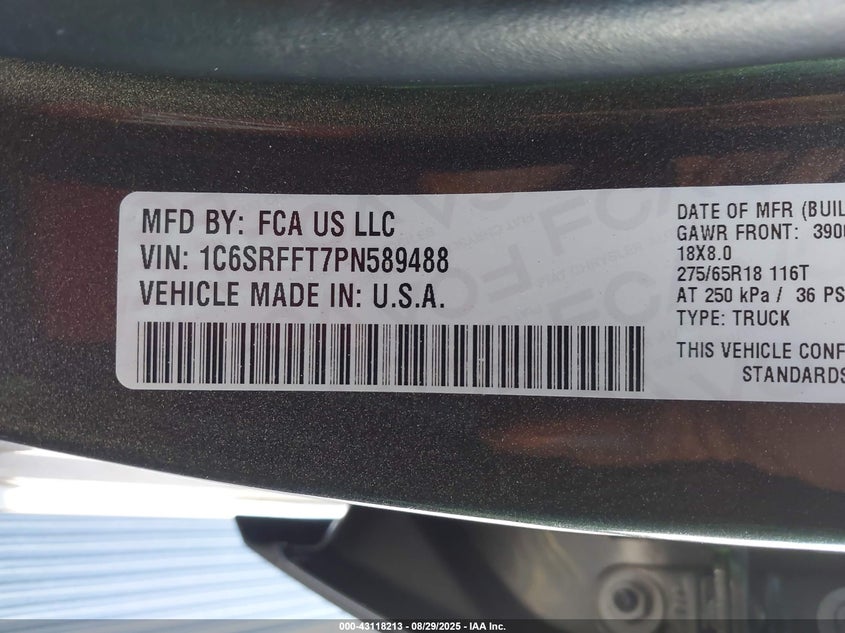 MFD BY: FCA US LLC
VIN: 1C6SRFFT7PN589488
VEHICLE MADE IN: U.S.A.
DATE OF MFR (BUIL
GAWR FRONT: 390
18X8.0
275/65R18 116T
AT 250 kPa / 36 PS
TYPE: TRUCK
THIS VEHICLE CONF
STANDARDS
000-43118213 - 08/29/2025 - IAA Inc.